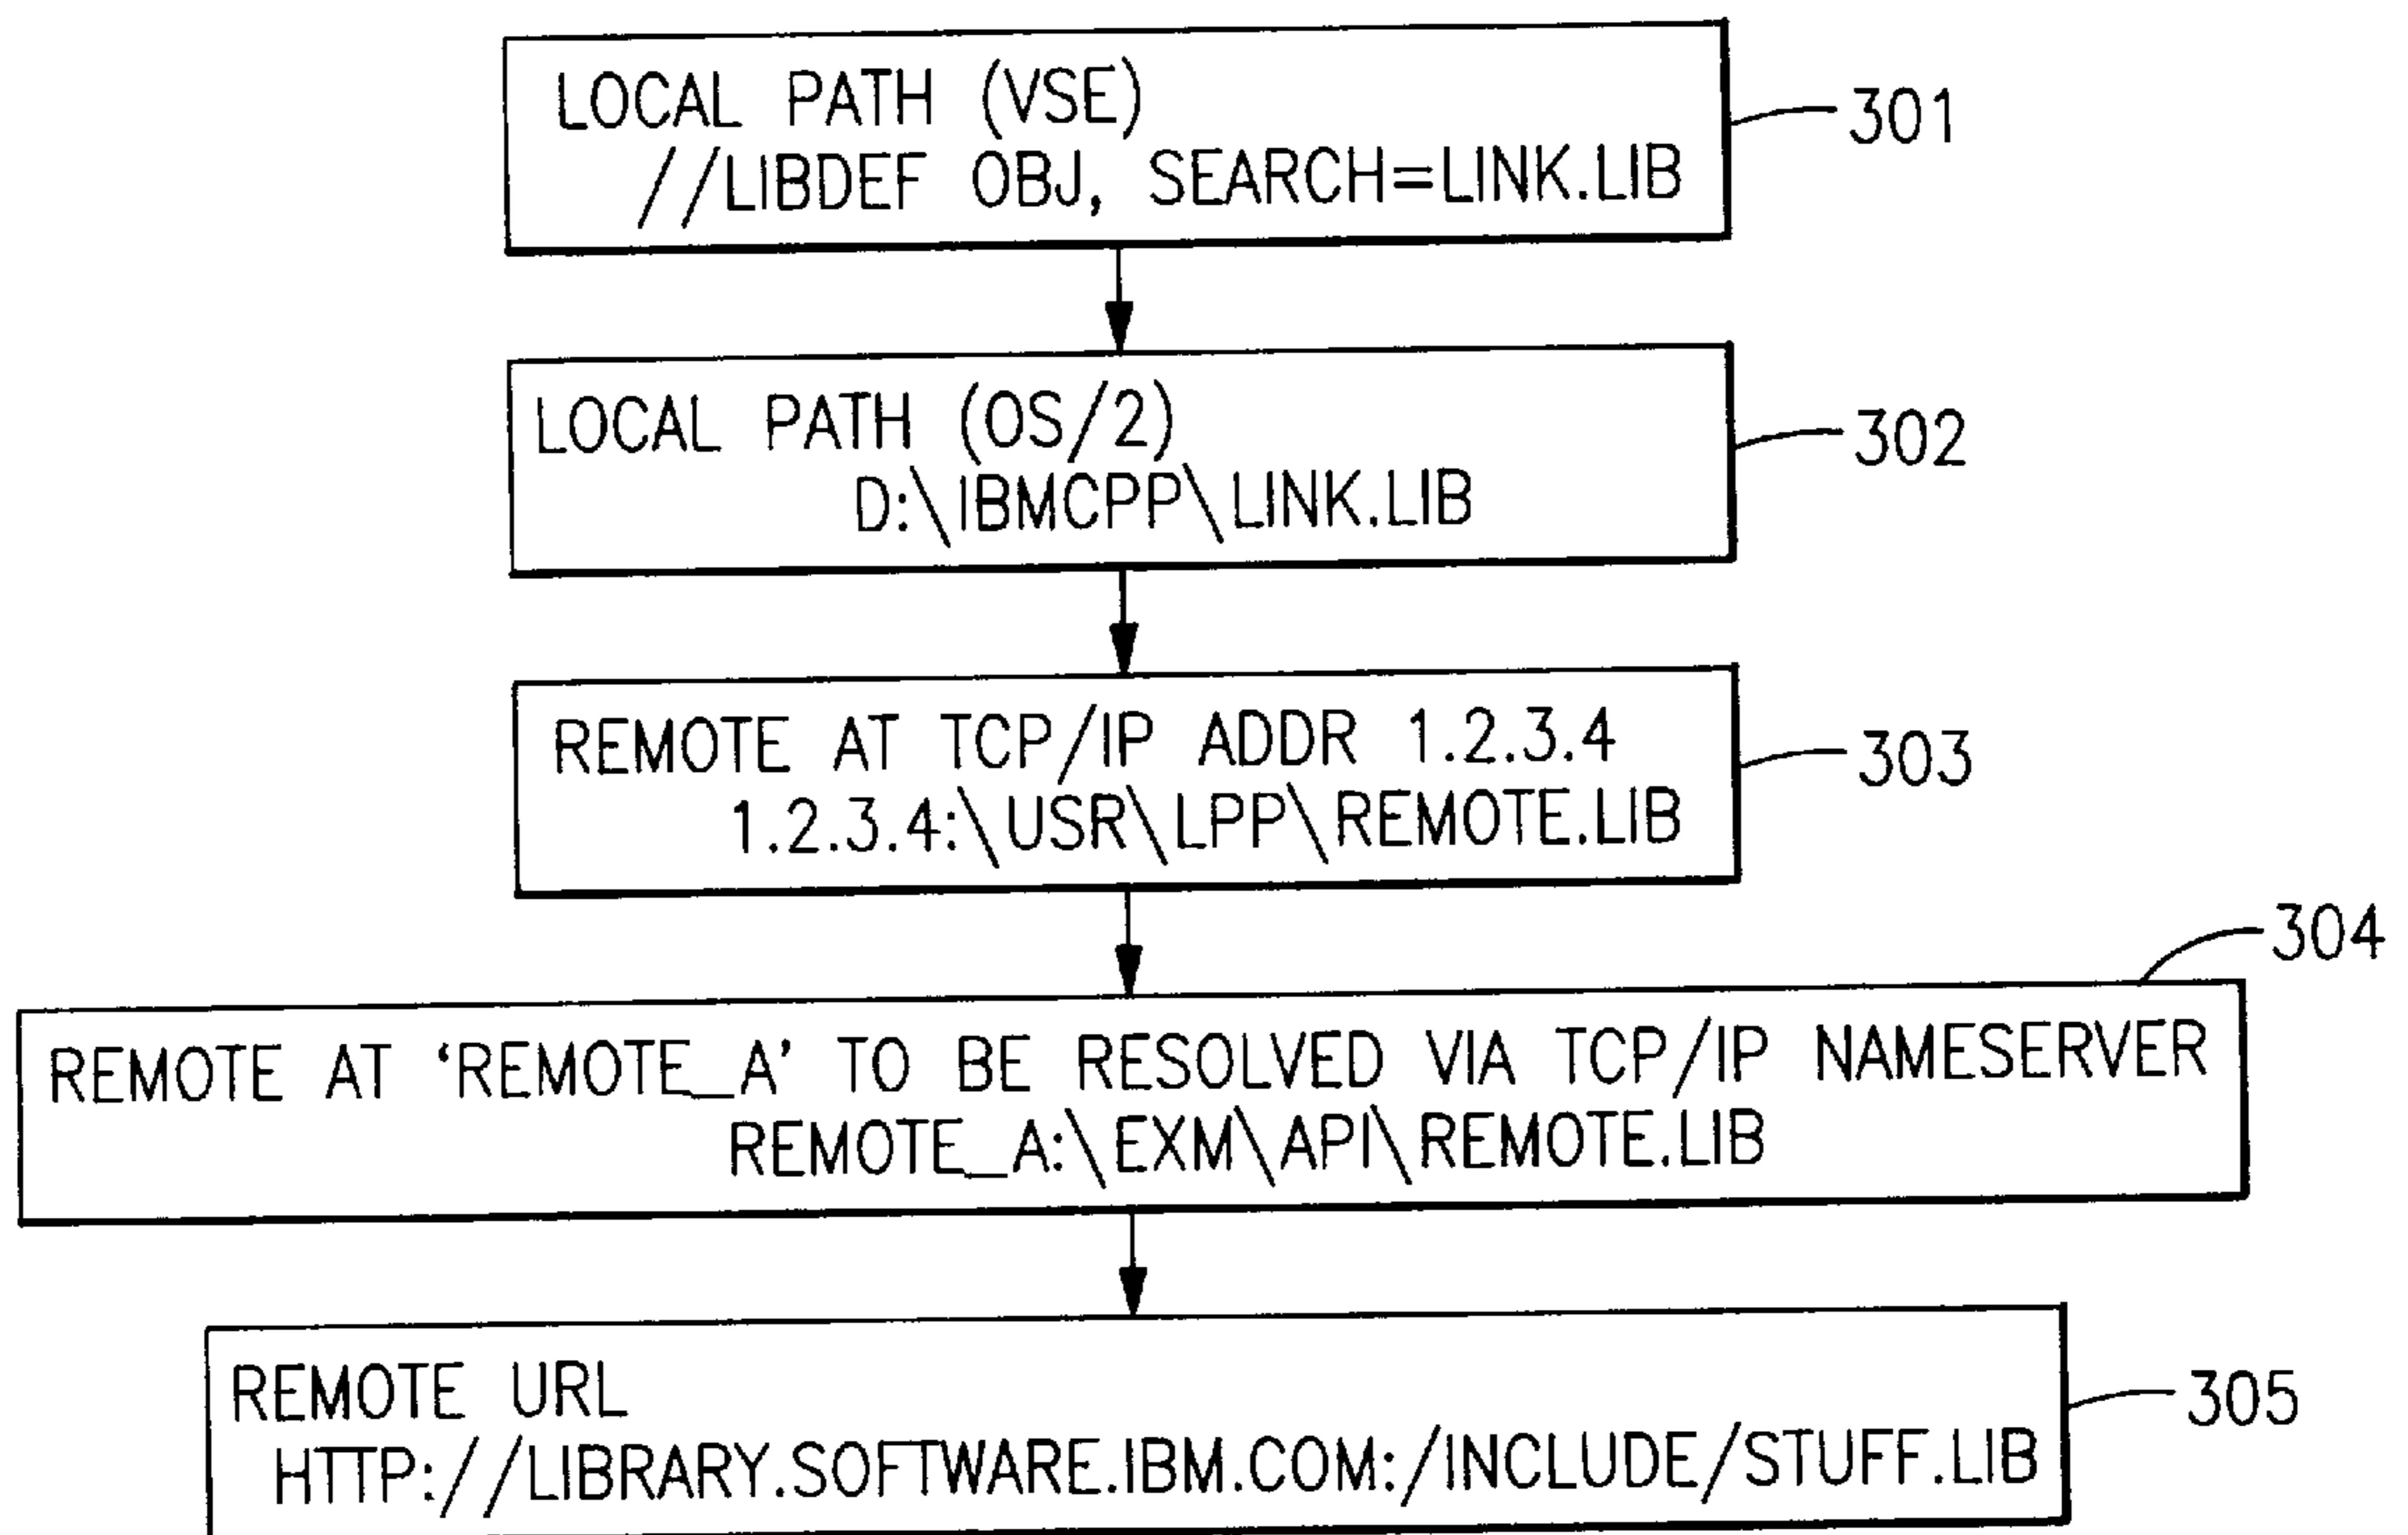 LOCAL PATH (VSE)
//LIBDEF OBJ, SEARCH=LINK.LIB
301
LOCAL PATH (OS/2)
D:\IBMCPP\LINK.LIB
302
REMOTE AT TCP/IP ADDR 1.2.3.4
1.2.3.4:\USR\LPP\REMOTE.LIB
303
304
REMOTE AT ‘REMOTE_A’ TO BE RESOLVED VIA TCP/IP NAMESERVER
REMOTE_A:\EXM\API\REMOTE.LIB
REMOTE URL
HTTP://LIBRARY.SOFTWARE.IBM.COM:/INCLUDE/STUFF.LIB
305